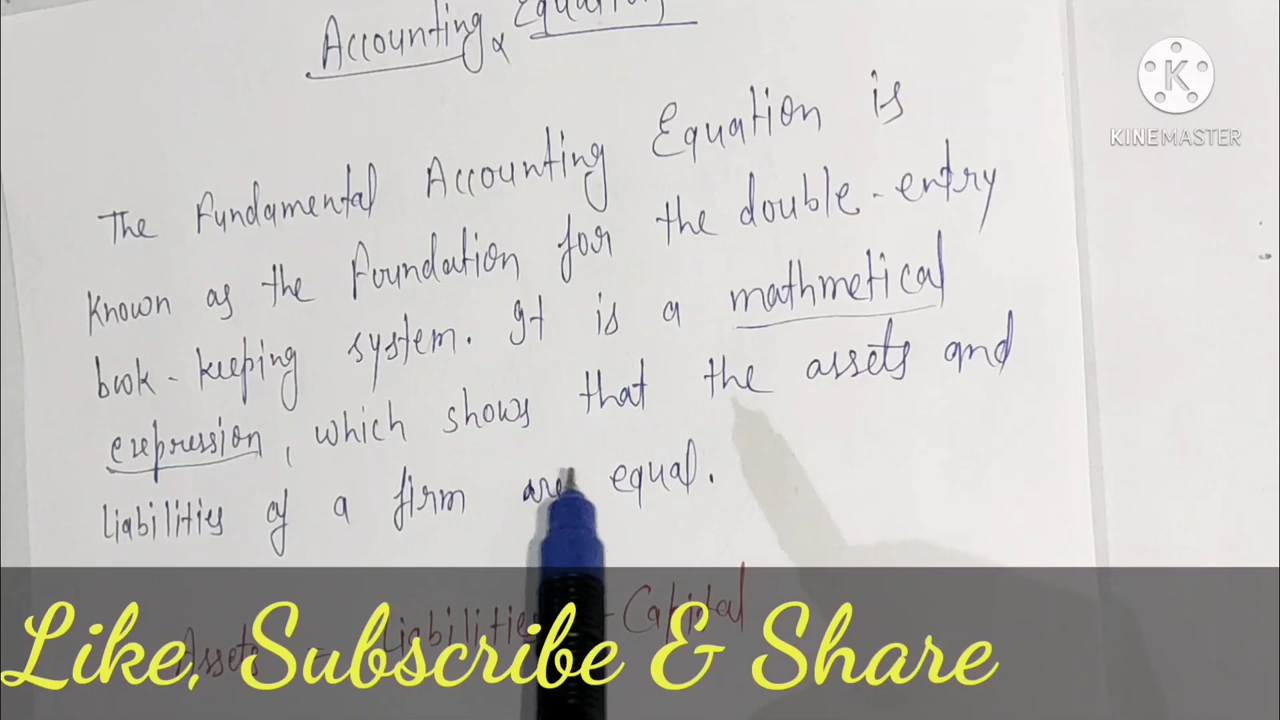 Accounting Equation
KINEMASTER
The Fundamental Accounting Equation is
known as the Foundation for the double-entry
book-keeping system. It is a mathmetical
expression, which shows that the assets and
liabilities of a firm are equal.
Assets = Liabilities + Capital
Like, Subscribe & Share